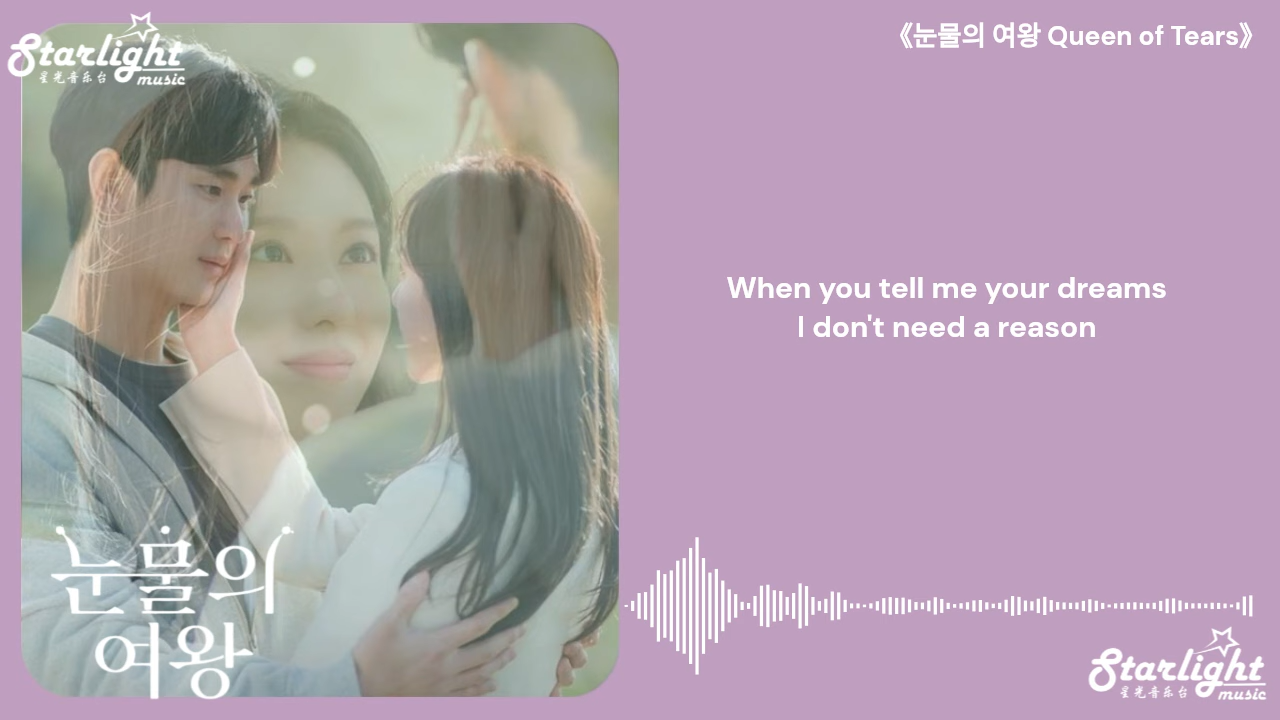 Starlight
星光音乐台 music
《눈물의 여왕 Queen of Tears》
When you tell me your dreams
I don't need a reason
눈물의
여왕
Starlight
星光音乐台 music